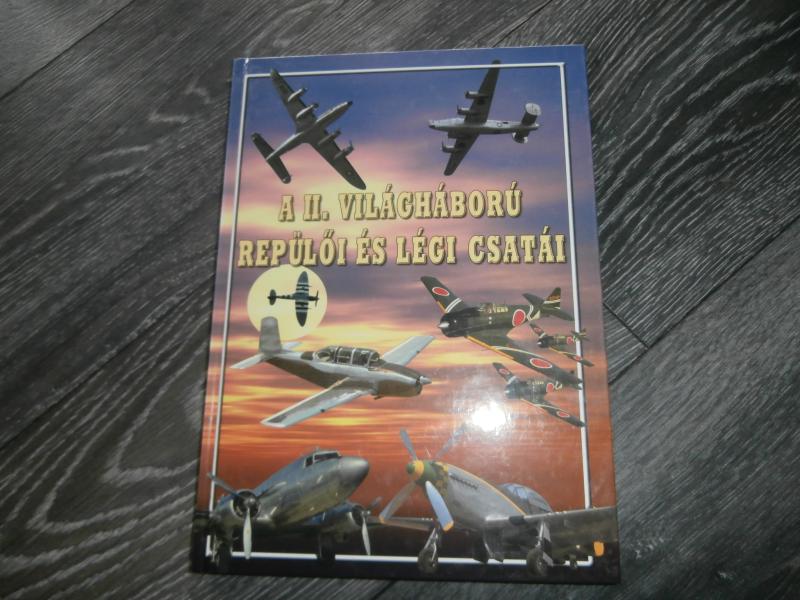 A II. VILÁGHÁBORÚ
REPÜLŐI ÉS LÉGI CSATÁI